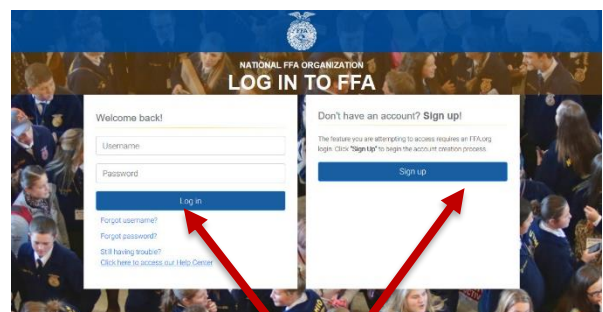 FFA
NATIONAL FFA ORGANIZATION
LOG IN TO FFA
Welcome back!
Username
Password
Log in
Forgot username?
Forgot password?
Still having trouble?
Click here to access our Help Center
Don't have an account? Sign up!
The feature you are attempting to access requires an FFA.org
login. Click "Sign Up" to begin the account creation process.
Sign up